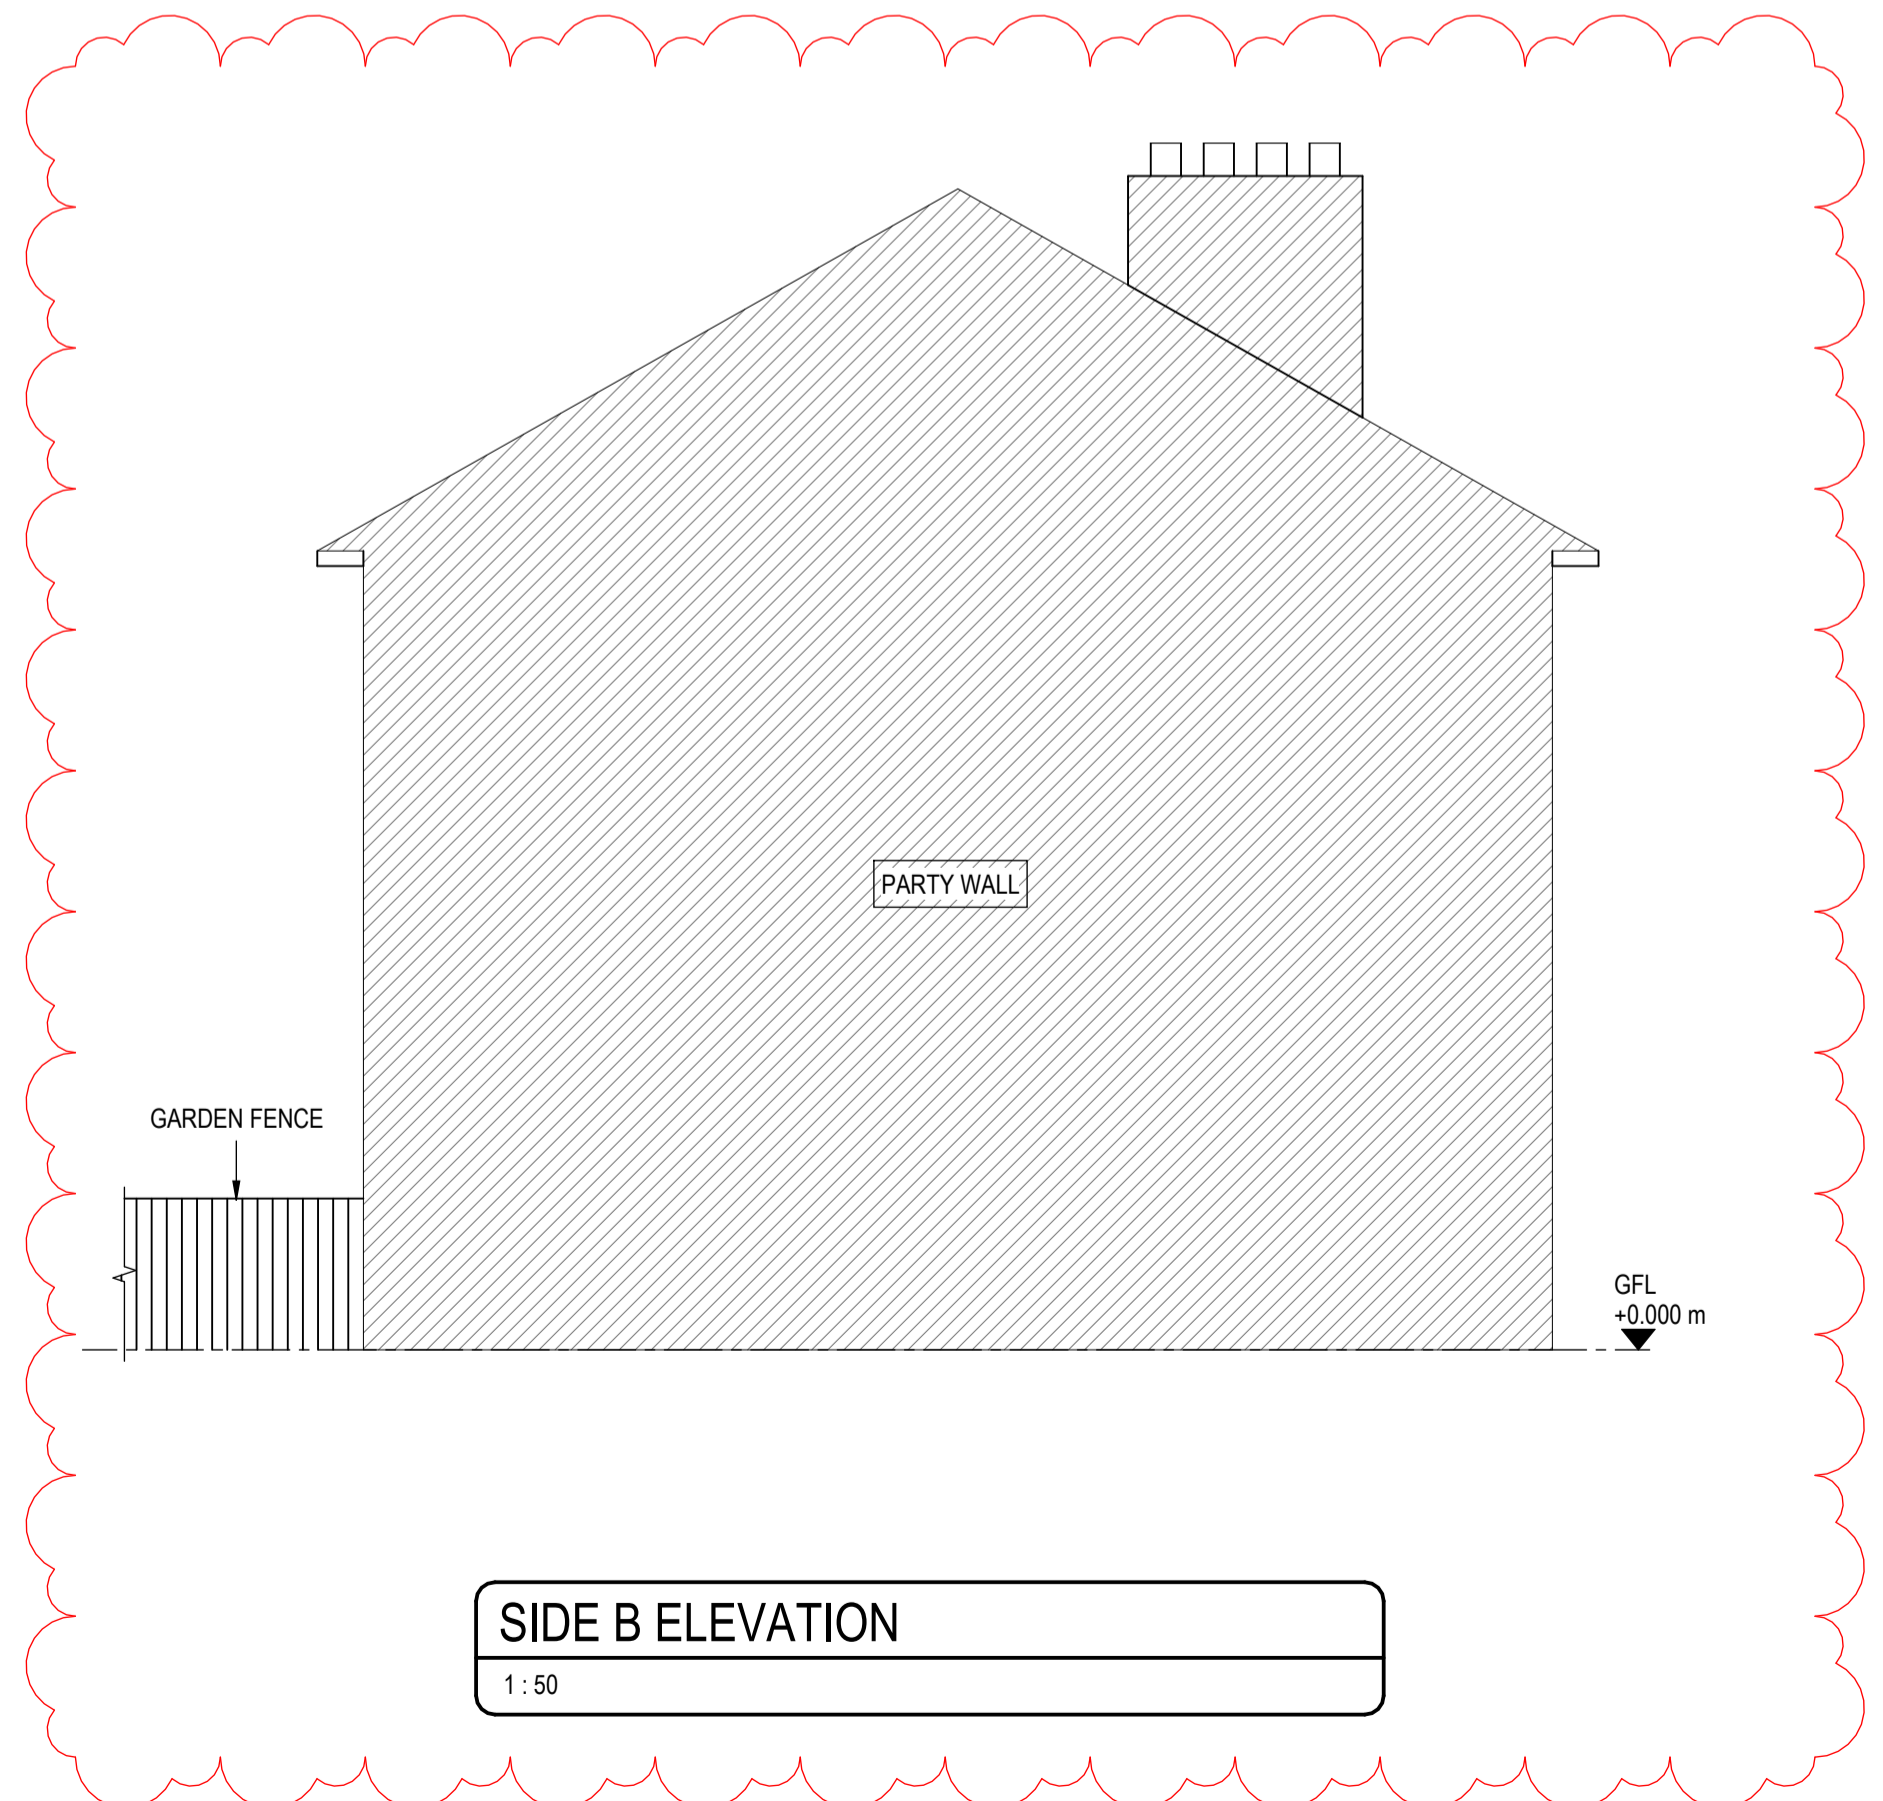 PARTY WALL
GARDEN FENCE
GFL
+0.000 m
SIDE B ELEVATION
1 : 50